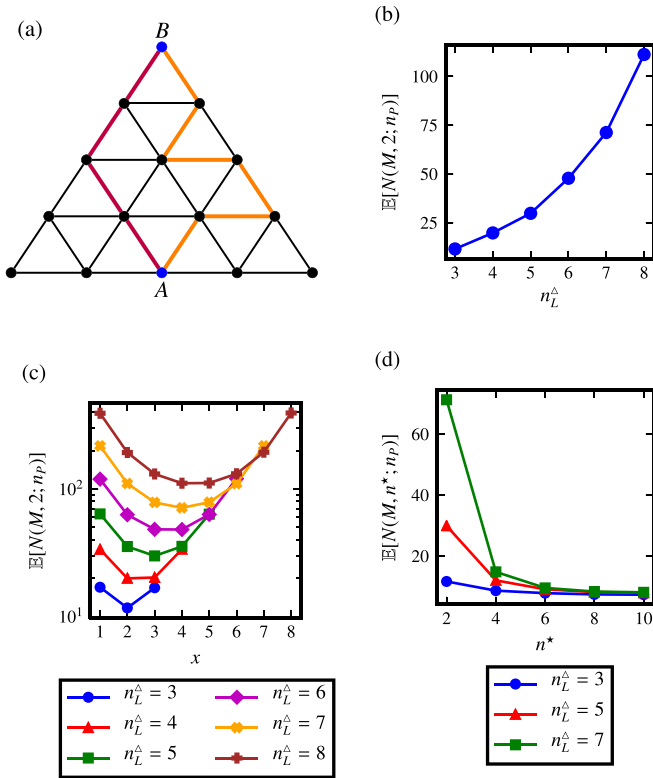 (a)
B
A
(b)
𝔼[N(M, 2; n_P)]
100
75
50
25
3 4 5 6 7 8
n_L^△
(c)
𝔼[N(M, 2; n_P)]
10^2
10^1
1 2 3 4 5 6 7 8
x
n_L^△ = 3
n_L^△ = 4
n_L^△ = 5
n_L^△ = 6
n_L^△ = 7
n_L^△ = 8
(d)
𝔼[N(M, n^⋆; n_P)]
60
40
20
2 4 6 8 10
n^⋆
n_L^△ = 3
n_L^△ = 5
n_L^△ = 7